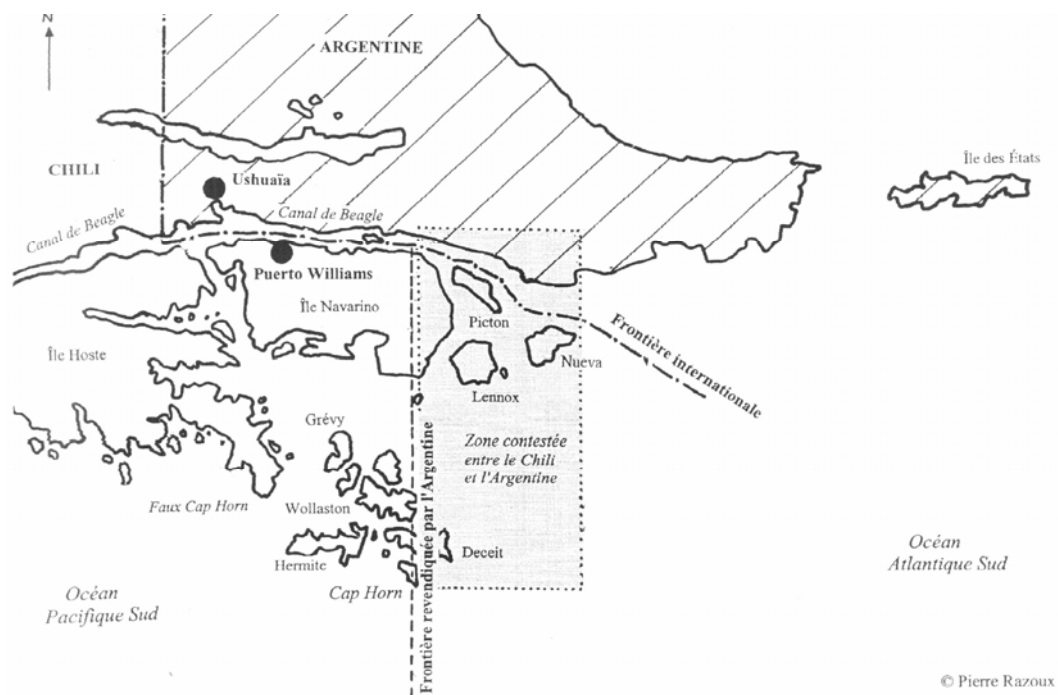 N
ARGENTINE
CHILI
Ushuaïa
Île des États
Canal de Beagle
Canal de Beagle
Puerto Williams
Île Navarino
Picton
Île Hoste
Nueva
Frontière internationale
Lennox
Grévy
Zone contestée
entre le Chili
et l'Argentine
Frontière revendiquée par l'Argentine
Faux Cap Horn
Wollaston
Deceit
Hermite
Cap Horn
Océan
Pacifique Sud
Océan
Atlantique Sud
© Pierre Razoux